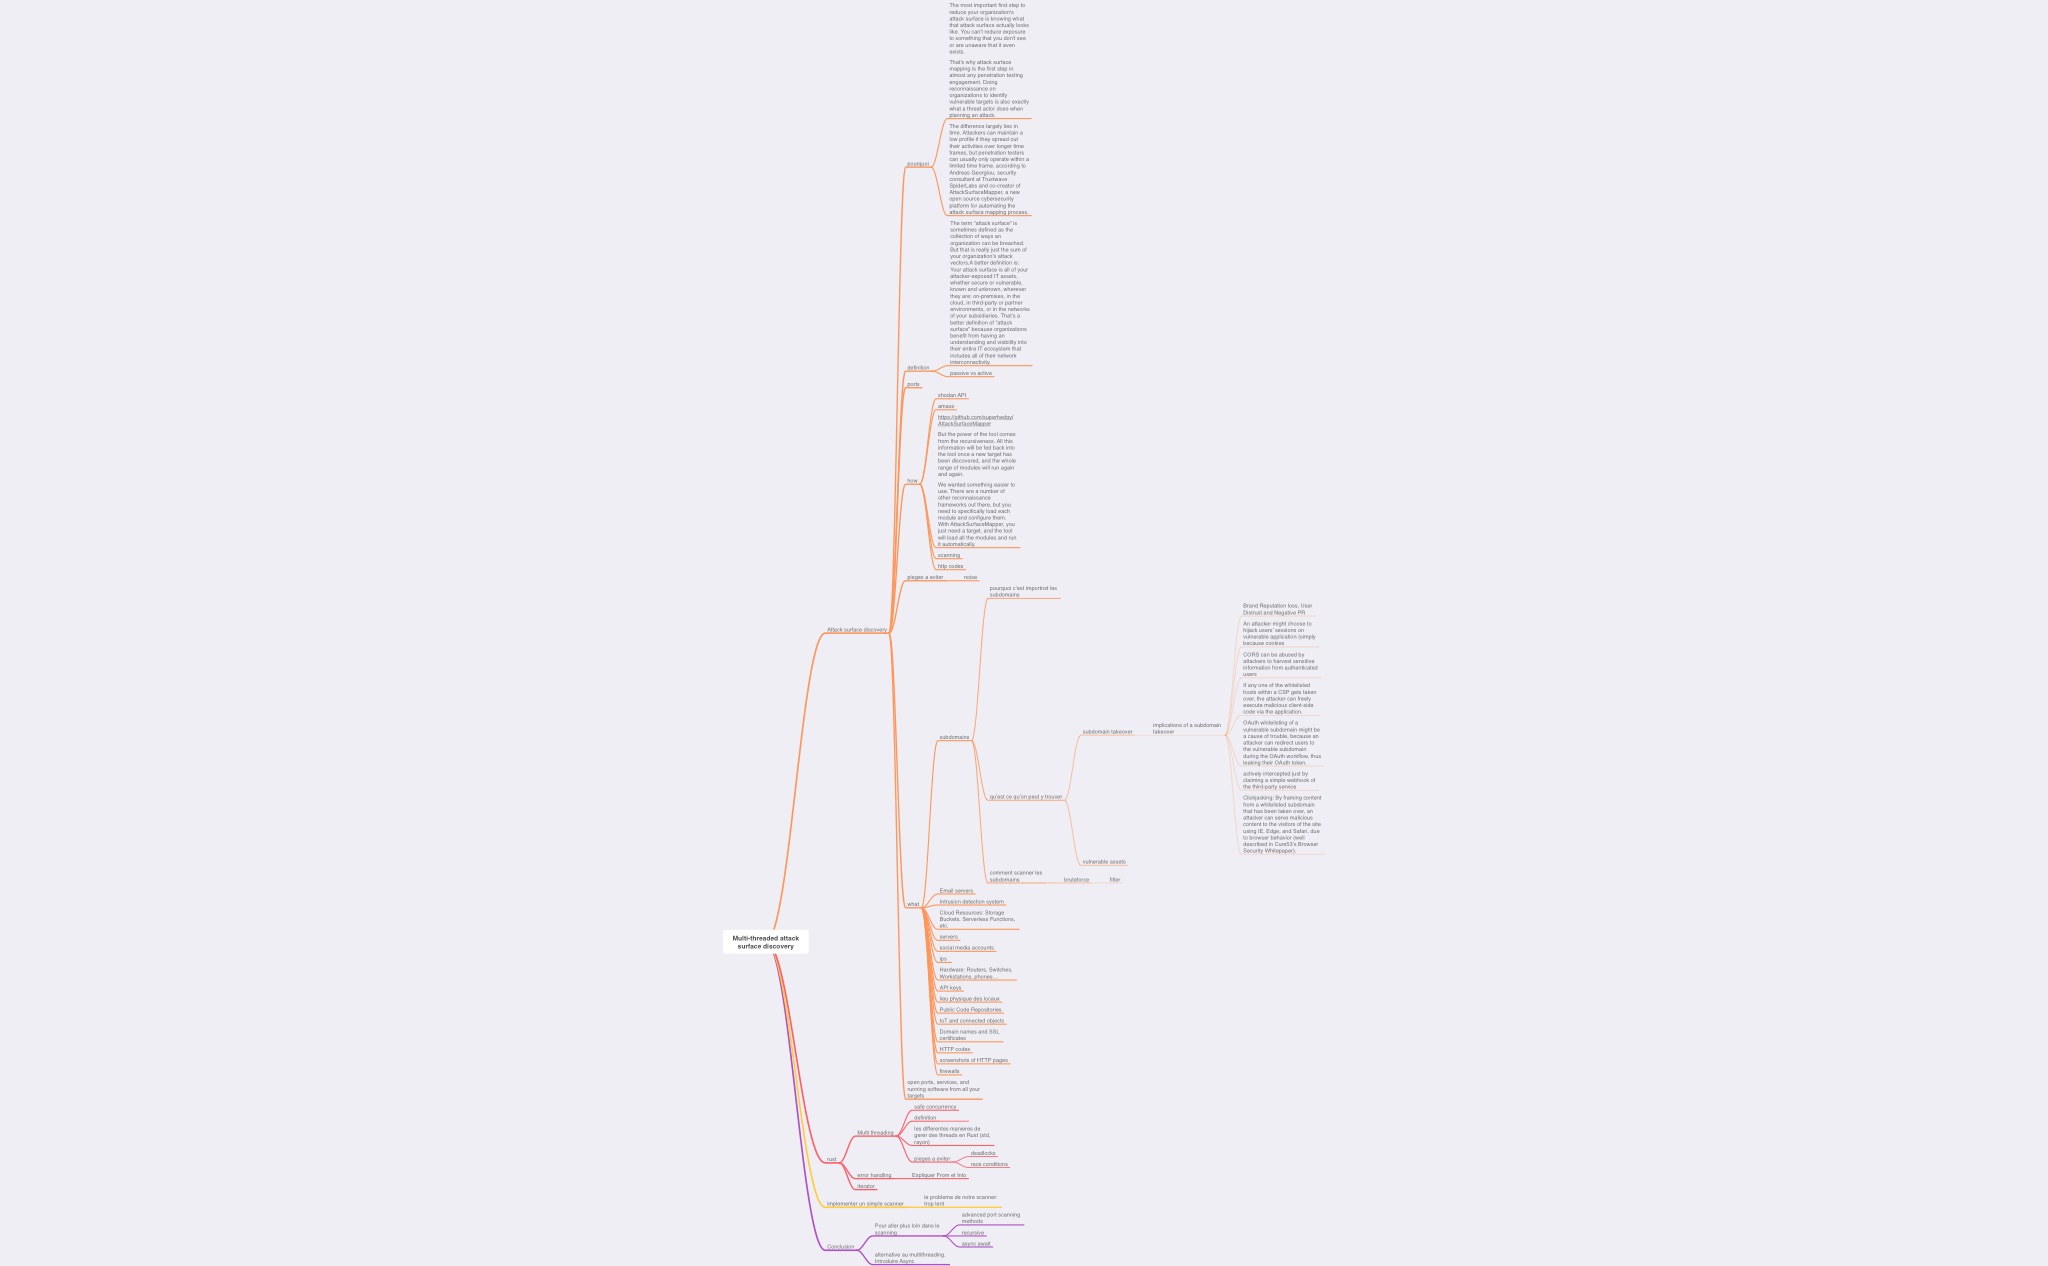 The most important first step to
reduce your organization's
attack surface is knowing what
that attack surface actually looks
like. You can't reduce exposure
to something that you don't see
or are unaware that it even
exists.
That's why attack surface
mapping is the first step in
almost any penetration testing
engagement. Doing
reconnaissance on
organizations to identify
vulnerable targets is also exactly
what a threat actor does when
planning an attack.
The difference largely lies in
time. Attackers can maintain a
low profile if they spread out
their activities over longer time
frames, but penetration testers
can usually only operate within a
limited time frame, according to
Andreas Georgiou, security
consultant at Trustwave
SpiderLabs and co-creator of
AttackSurfaceMapper, a new
open source cybersecurity
platform for automating the
attack surface mapping process.
pourquoi
The term "attack surface" is
sometimes defined as the
collection of ways an
organization can be breached.
But that is really just the sum of
your organization's attack
vectors.A better definition is:
Your attack surface is all of your
attacker-exposed IT assets,
whether secure or vulnerable,
known and unknown, wherever
they are: on-premises, in the
cloud, in third-party or partner
environments, or in the networks
of your subsidiaries. That's a
better definition of "attack
surface" because organizations
benefit from having an
understanding and visibility into
their entire IT ecosystem that
includes all of their network
interconnectivity.
definition
passive vs active
ports
shodan API
amass
https://github.com/superhedgy/
AttackSurfaceMapper
But the power of the tool comes
from the recursiveness. All this
information will be fed back into
the tool once a new target has
been discovered, and the whole
range of modules will run again
and again.
how
We wanted something easier to
use. There are a number of
other reconnaissance
frameworks out there, but you
need to specifically load each
module and configure them.
With AttackSurfaceMapper, you
just need a target, and the tool
will load all the modules and run
it automatically.
scanning
http codes
pieges a eviter
noise
pourquoi c'est importnst les
subdomains
Attack surface discovery
subdomains
qu'est ce qu'on peut y trouver
subdomain takeover
implications of a subdomain
takeover
Brand Reputation loss, User
Distrust and Negative PR
An attacker might choose to
hijack users' sessions on
vulnerable application (simply
because cookies
CORS can be abused by
attackers to harvest sensitive
information from authenticated
users
If any one of the whitelisted
hosts within a CSP gets taken
over, the attacker can freely
execute malicious client-side
code via the application.
OAuth whitelisting of a
vulnerable subdomain might be
a cause of trouble, because an
attacker can redirect users to
the vulnerable subdomain
during the OAuth workflow, thus
leaking their OAuth token.
actively intercepted just by
claiming a simple webhook of
the third-party service
Clickjacking: By framing content
from a whitelisted subdomain
that has been taken over, an
attacker can serve malicious
content to the visitors of the site
using IE, Edge, and Safari, due
to browser behavior (well
described in Cure53's Browser
Security Whitepaper).
vulnerable assets
comment scanner les
subdomains
bruteforce
filter
what
Email servers
Intrusion detection system
Cloud Resources: Storage
Buckets, Serverless Functions,
etc.
servers
social media accounts
ips
Hardware: Routers, Switches,
Workstations, phones...
API keys
lieu physique des locaux
Public Code Repositories
IoT and connected objects
Domain names and SSL
certificates
HTTP codes
screenshots of HTTP pages
firewalls
open ports, services, and
running software from all your
targets
Multi-threaded attack
surface discovery
rust
Multi threading
safe concurrency
definition
les differentes manieres de
gerer des threads en Rust (std,
rayon)
pieges a eviter
deadlocks
race conditions
error handling
Expliquer From et Into
iterator
implementer un simple scanner
le probleme de notre scanner:
trop lent
Conclusion
Pour aller plus loin dans le
scanning
advanced port scanning
methods
recursive
async await
alternative au multithreading.
Introduire Async